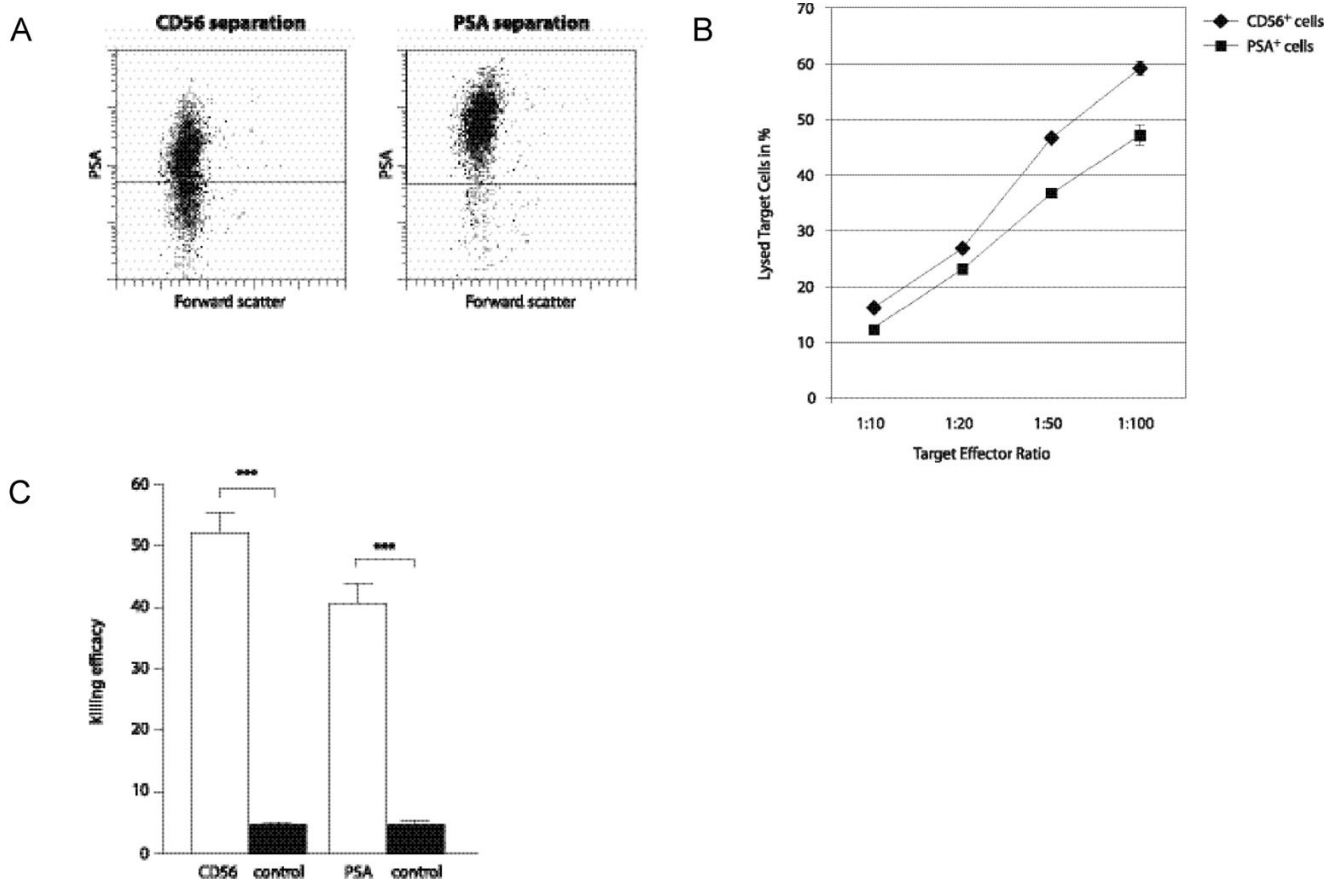 A
CD56 separation
PSA separation
PSA
Forward scatter
PSA
Forward scatter
B
70
60
50
40
30
20
10
0
Lysed Target Cells in %
1:10 1:20 1:50 1:100
Target Effector Ratio
CD56+ cells
PSA+ cells
C
60
50
40
30
20
10
0
killing efficacy
***
***
CD56 control PSA control